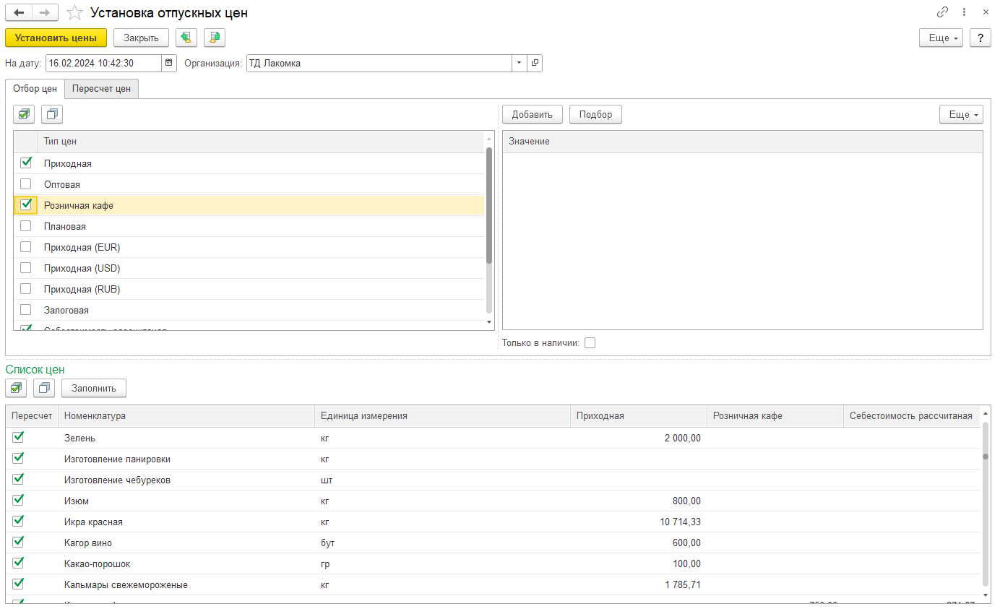 Установка отпускных цен
Установить цены Закрыть Еще ?
На дату: 16.02.2024 10:42:30 Организация: ТД Лакомка
Отбор цен Пересчет цен
Добавить Подбор Еще
Тип цен Значение
Приходная
Оптовая
Розничная кафе
Плановая
Приходная (EUR)
Приходная (USD)
Приходная (RUB)
Залоговая
Себестоимость рассчитаная
Только в наличии:
Список цен
Заполнить
Пересчет Номенклатура Единица измерения Приходная Розничная кафе Себестоимость рассчитаная
Зелень кг 2 000,00
Изготовление панировки кг
Изготовление чебуреков шт
Изюм кг 800,00
Икра красная кг 10 714,33
Кагор вино бут 600,00
Какао-порошок гр 100,00
Кальмары свежемороженые кг 1 785,71